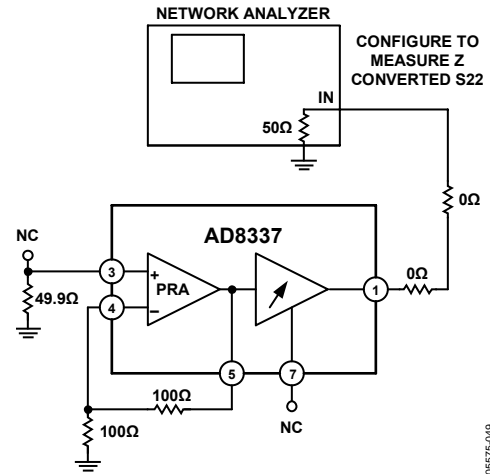 NETWORK ANALYZER
CONFIGURE TO
MEASURE Z
CONVERTED S22
IN
50Ω
0Ω
0Ω
AD8337
NC
3
+
PRA
1
49.9Ω
4
–
5
7
100Ω
100Ω
NC
05575-049